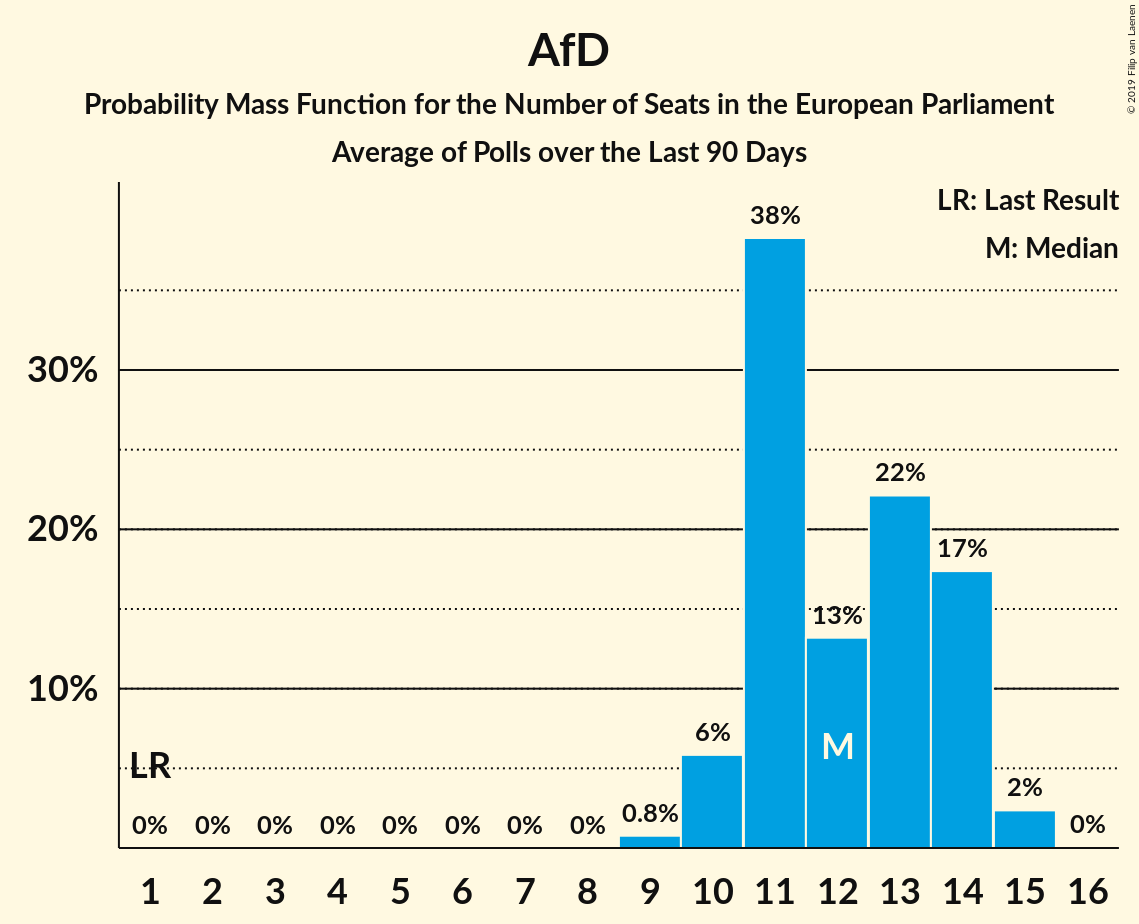 AfD
Probability Mass Function for the Number of Seats in the European Parliament
Average of Polls over the Last 90 Days
© 2019 Filip van Laenen
LR: Last Result
M: Median
38%
30%
22%
20%
17%
13%
10%
6%
M
LR
2%
0.8%
0% 0% 0% 0% 0% 0% 0% 0% 0%
1 2 3 4 5 6 7 8 9 10 11 12 13 14 15 16